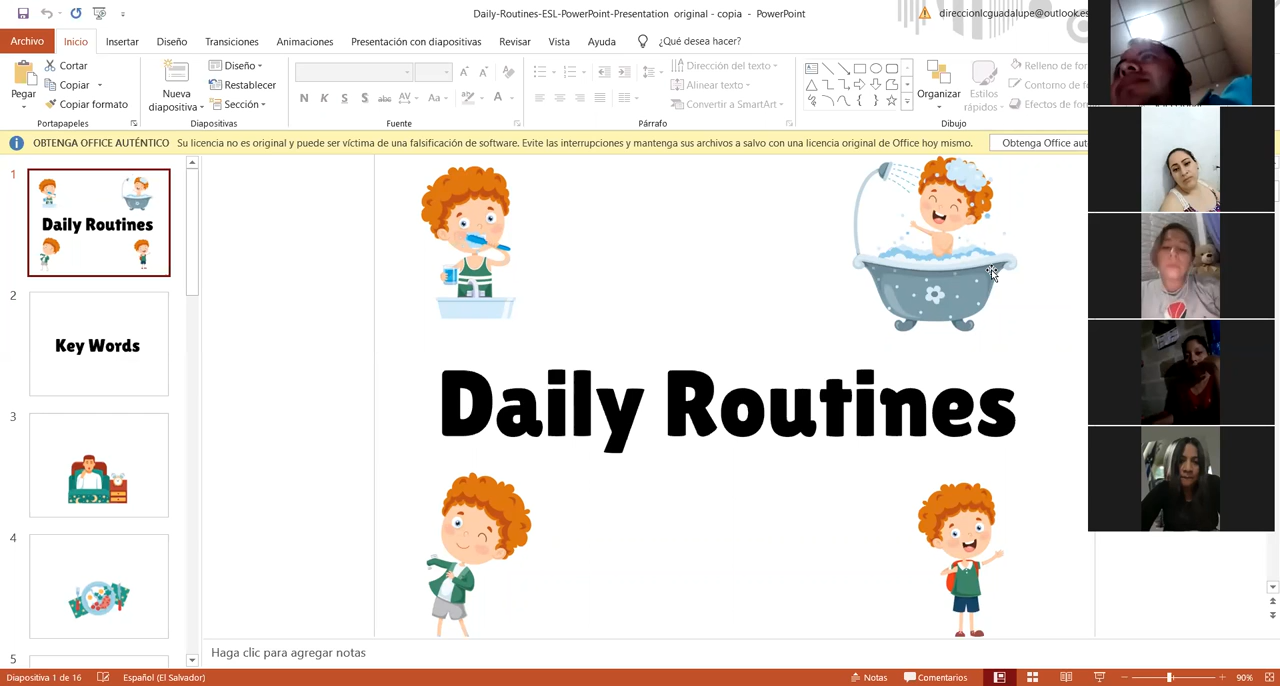 Daily-Routines-ESL-PowerPoint-Presentation original - copia - PowerPoint
direccionlcguadalupe@outlook.es
Archivo Inicio Insertar Diseño Transiciones Animaciones Presentación con diapositivas Revisar Vista Ayuda ¿Qué desea hacer?
Pegar
Cortar
Copiar
Copiar formato
Portapapeles
Nueva
diapositiva
Diseño
Restablecer
Sección
Diapositivas
N K S S abc AV Aa A
Fuente
Dirección del texto
Alinear texto
Convertir a SmartArt
Párrafo
Organizar
Estilos
rápidos
Relleno de for
Contorno de fo
Efectos de for
Dibujo
OBTENGA OFFICE AUTÉNTICO Su licencia no es original y puede ser víctima de una falsificación de software. Evite las interrupciones y mantenga sus archivos a salvo con una licencia original de Office hoy mismo. Obtenga Office aut
1
Daily Routines
2
Key Words
3
4
5
Daily Routines
Haga clic para agregar notas
Diapositiva 1 de 16 Español (El Salvador) Notas Comentarios 90%